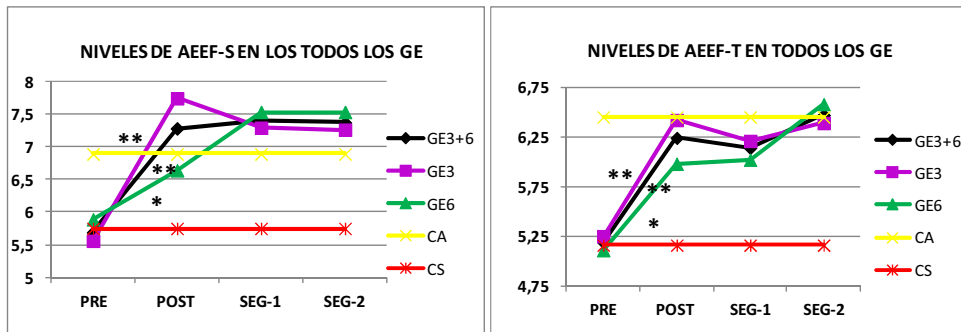 NIVELES DE AEEF-S EN LOS TODOS LOS GE
8
7,5
7
6,5
6
5,5
5
**
**
*
PRE POST SEG-1 SEG-2
GE3+6
GE3
GE6
CA
CS
NIVELES DE AEEF-T EN TODOS LOS GE
6,75
6,25
5,75
5,25
4,75
**
**
*
PRE POST SEG-1 SEG-2
GE3+6
GE3
GE6
CA
CS